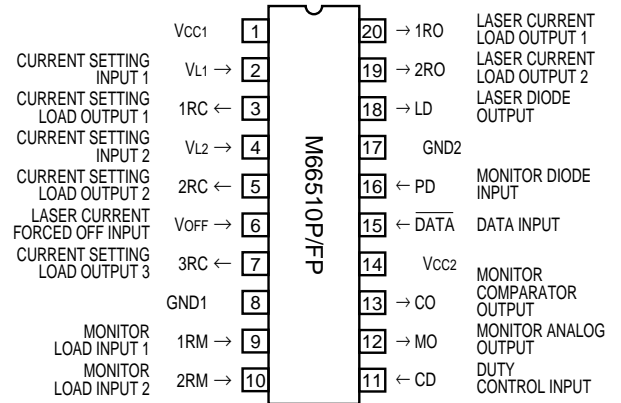 VCC1 1 20 → 1RO LASER CURRENT
LOAD OUTPUT 1
CURRENT SETTING
INPUT 1 VL1 → 2 19 → 2RO LASER CURRENT
LOAD OUTPUT 2
CURRENT SETTING
LOAD OUTPUT 1 1RC ← 3 18 → LD LASER DIODE
OUTPUT
CURRENT SETTING
INPUT 2 VL2 → 4 17 GND2
CURRENT SETTING
LOAD OUTPUT 2 2RC ← 5 16 ← PD MONITOR DIODE
INPUT
LASER CURRENT
FORCED OFF INPUT VOFF → 6 15 ← DATA DATA INPUT
CURRENT SETTING
LOAD OUTPUT 3 3RC ← 7 14 VCC2
GND1 8 13 → CO MONITOR
COMPARATOR
OUTPUT
MONITOR
LOAD INPUT 1 1RM → 9 12 → MO MONITOR ANALOG
OUTPUT
MONITOR
LOAD INPUT 2 2RM → 10 11 ← CD DUTY
CONTROL INPUT
M66510P/FP